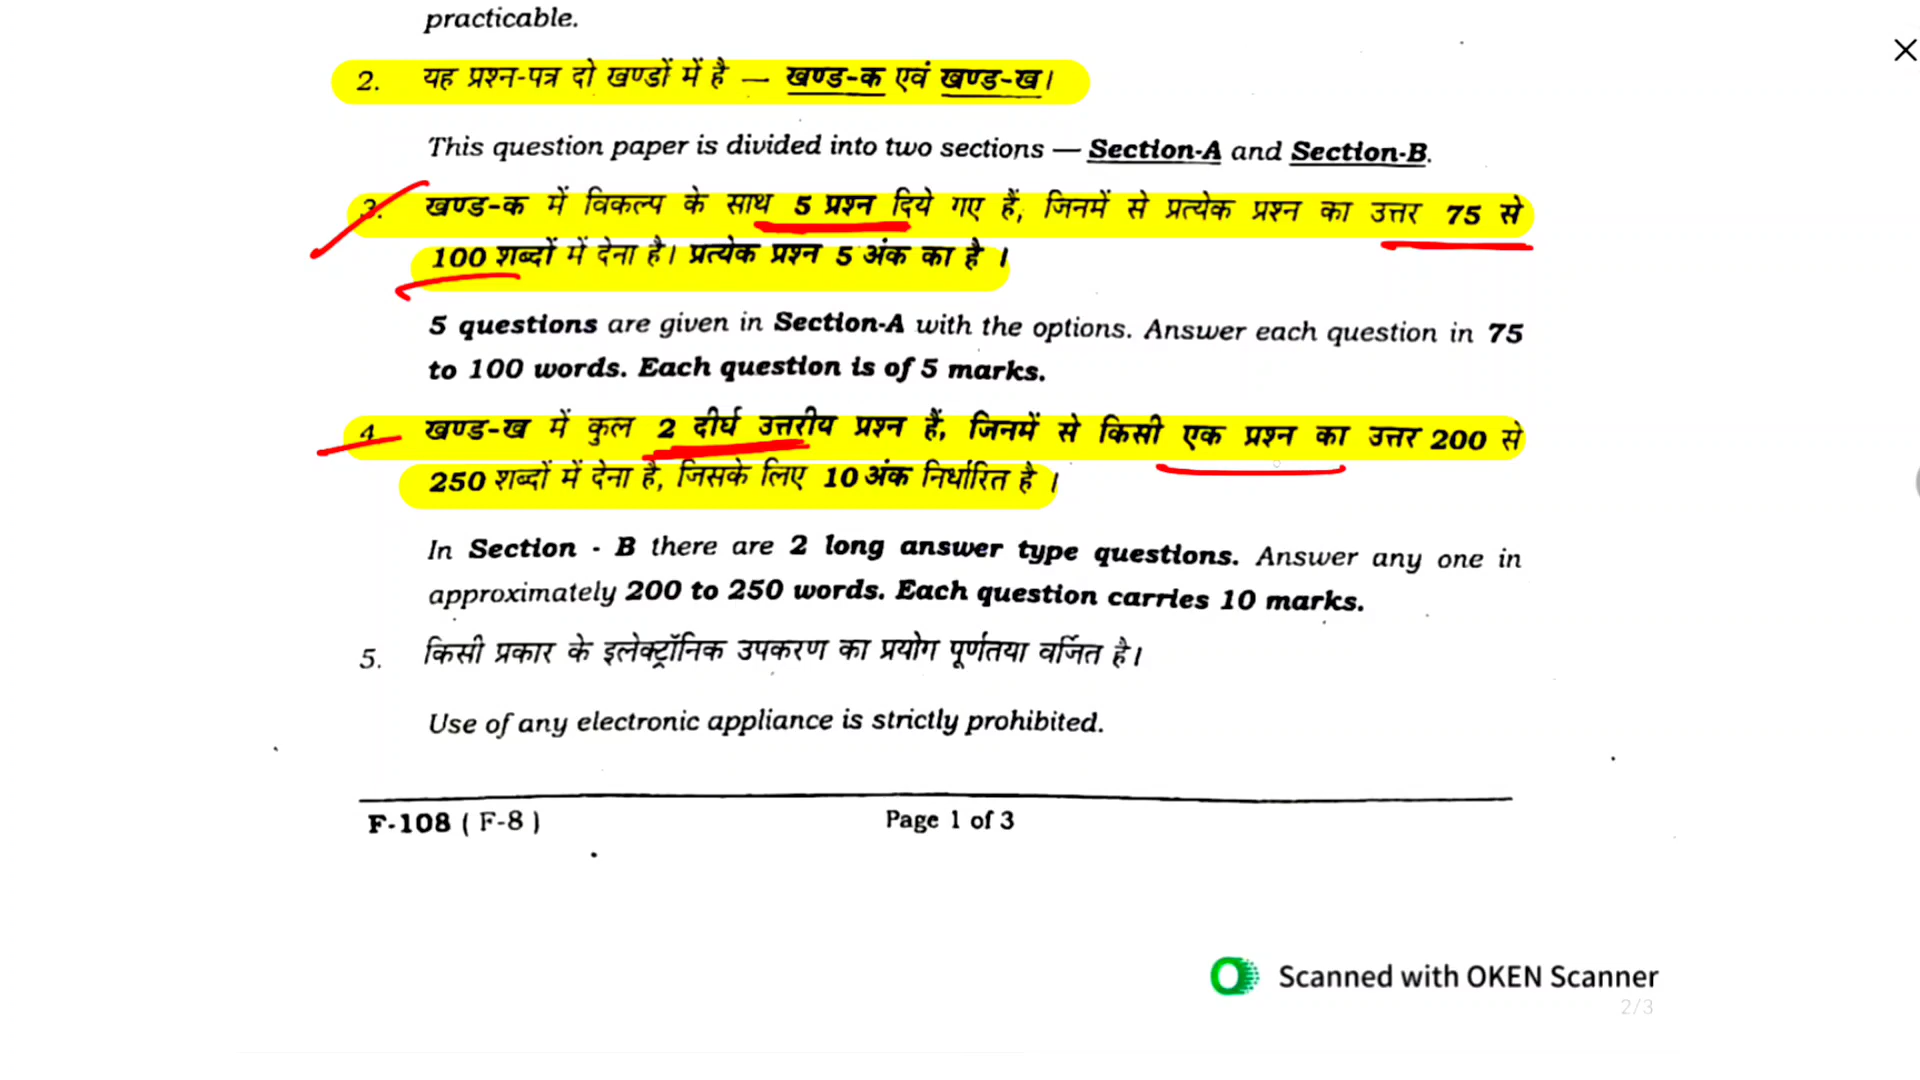 practicable.
2. यह प्रश्न-पत्र दो खण्डों में है — खण्ड-क एवं खण्ड-ख।
This question paper is divided into two sections — Section-A and Section-B.
3. खण्ड-क में विकल्प के साथ 5 प्रश्न दिये गए हैं, जिनमें से प्रत्येक प्रश्न का उत्तर 75 से
100 शब्दों में देना है। प्रत्येक प्रश्न 5 अंक का है ।
5 questions are given in Section-A with the options. Answer each question in 75
to 100 words. Each question is of 5 marks.
4 खण्ड-ख में कुल 2 दीर्घ उत्तरीय प्रश्न हैं, जिनमें से किसी एक प्रश्न का उत्तर 200 से
250 शब्दों में देना है, जिसके लिए 10 अंक निर्धारित है ।
In Section - B there are 2 long answer type questions. Answer any one in
approximately 200 to 250 words. Each question carries 10 marks.
5. किसी प्रकार के इलेक्ट्रॉनिक उपकरण का प्रयोग पूर्णतया वर्जित है।
Use of any electronic appliance is strictly prohibited.
F-108 ( F-8 ) Page 1 of 3
Scanned with OKEN Scanner
2/3